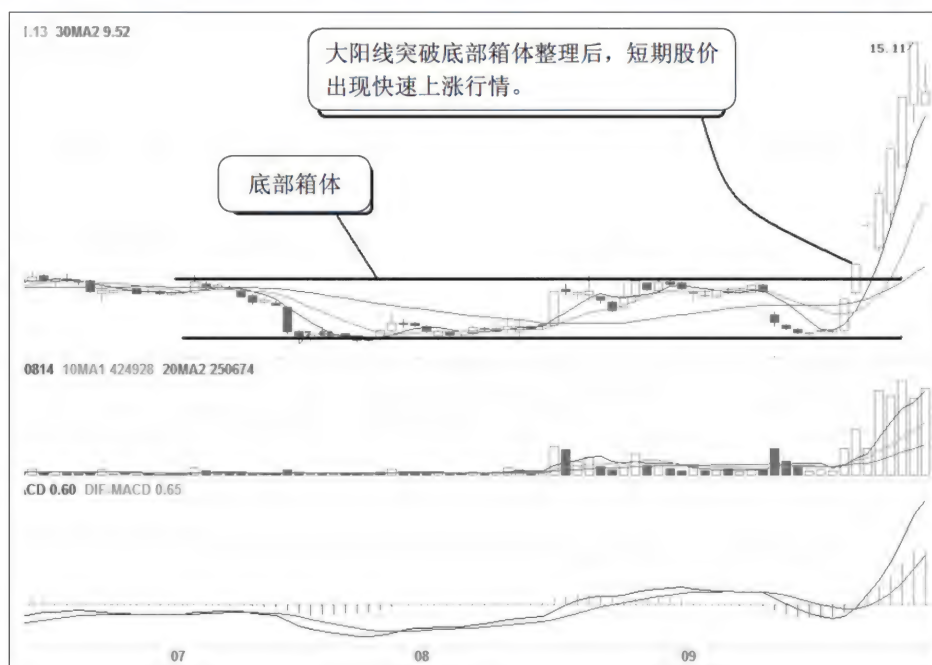 .13 30MA2 9.52
大阳线突破底部箱体整理后，短期股价
出现快速上涨行情。
15.11
底部箱体
0814 10MA1 424928 20MA2 250674
CD 0.60 DIF-MACD 0.65
07 08 09